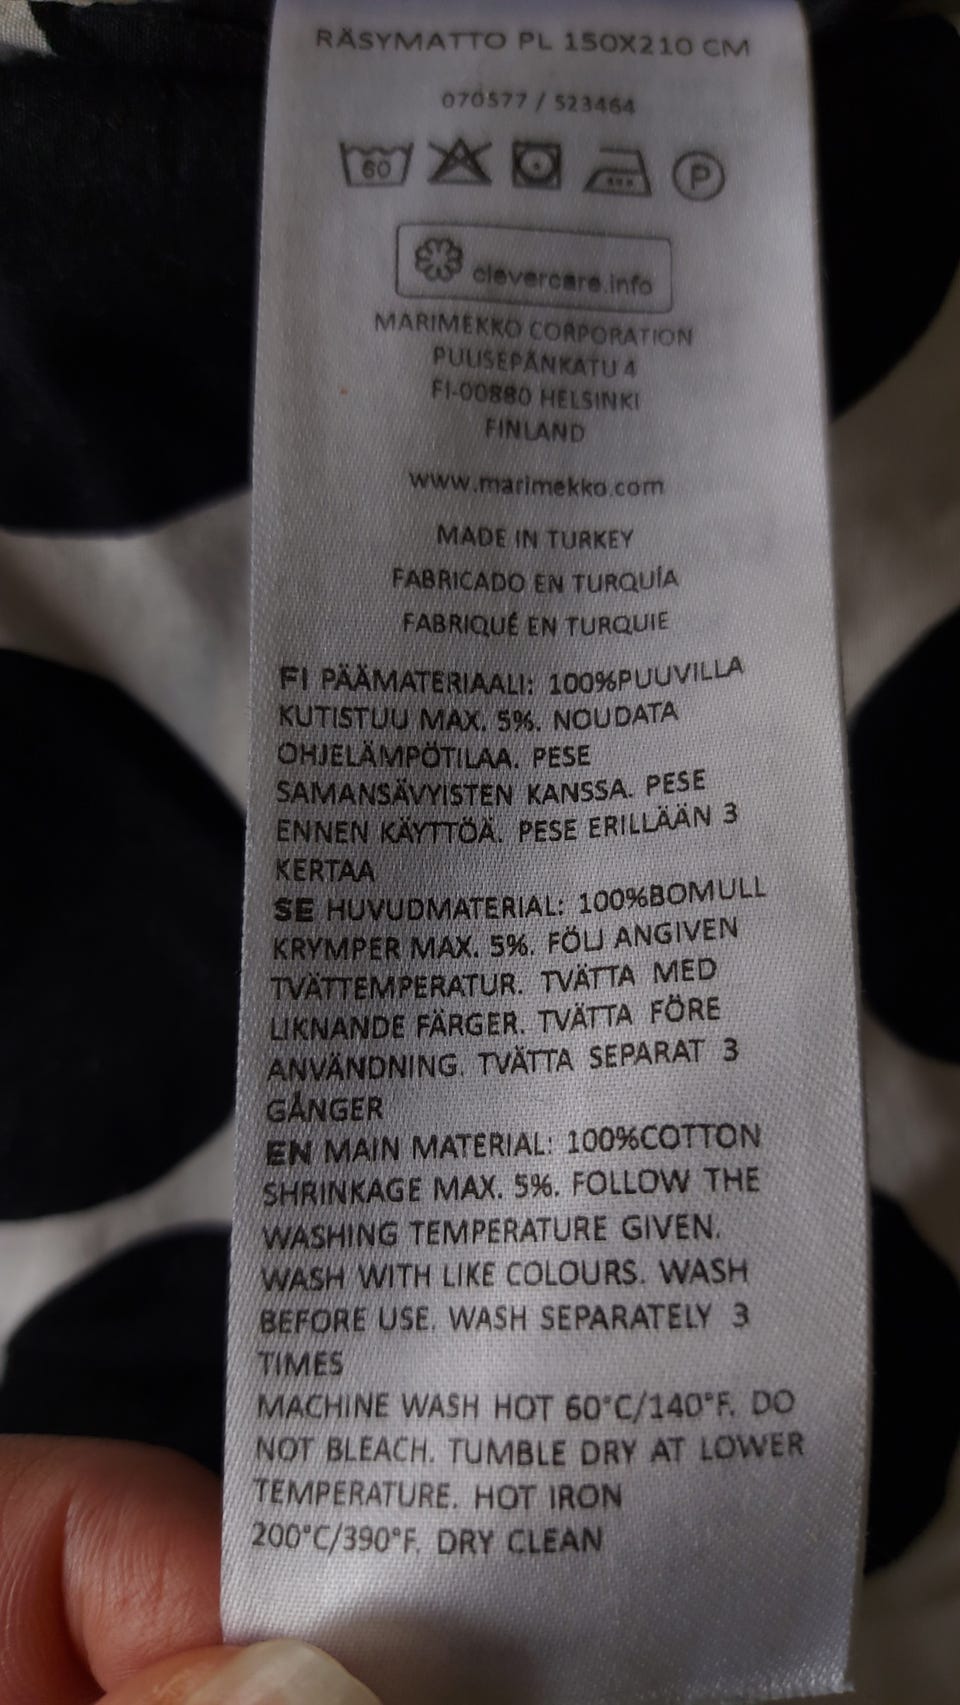 RÄSYMATTO PL 150X210 CM
070577 / 523464
60 P
clevercare.info
MARIMEKKO CORPORATION
PUUSEPÄNKATU 4
FI-00880 HELSINKI
FINLAND
www.marimekko.com
MADE IN TURKEY
FABRICADO EN TURQUÍA
FABRIQUÉ EN TURQUIE
FI PÄÄMATERIAALI: 100%PUUVILLA
KUTISTUU MAX. 5%. NOUDATA
OHJELÄMPÖTILAA. PESE
SAMANSÄVYISTEN KANSSA. PESE
ENNEN KÄYTTÖÄ. PESE ERILLÄÄN 3
KERTAA
SE HUVUDMATERIAL: 100%BOMULL
KRYMPER MAX. 5%. FÖLJ ANGIVEN
TVÄTTEMPERATUR. TVÄTTA MED
LIKNANDE FÄRGER. TVÄTTA FÖRE
ANVÄNDNING. TVÄTTA SEPARAT 3
GÅNGER
EN MAIN MATERIAL: 100%COTTON
SHRINKAGE MAX. 5%. FOLLOW THE
WASHING TEMPERATURE GIVEN.
WASH WITH LIKE COLOURS. WASH
BEFORE USE. WASH SEPARATELY 3
TIMES
MACHINE WASH HOT 60°C/140°F. DO
NOT BLEACH. TUMBLE DRY AT LOWER
TEMPERATURE. HOT IRON
200°C/390°F. DRY CLEAN